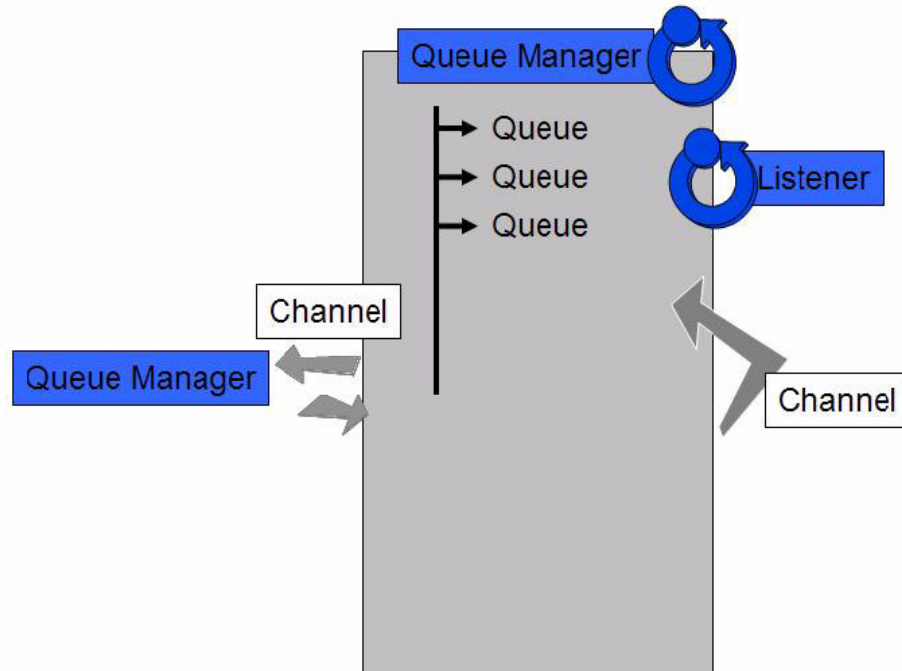 Queue Manager
Queue
Queue
Listener
Queue
Channel
Queue Manager
Channel